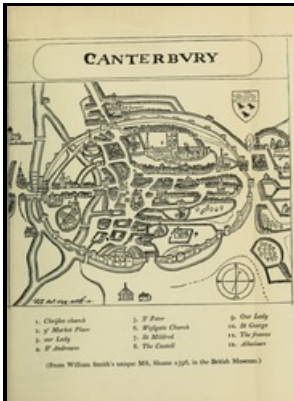 CANTERBVRY
1. Christes church
2. yᵉ Market Place
3. our Lady
4. Sᵗ Andrewes
5. Sᵗ Peter
6. Westgate Church
7. Sᵗ Mildred
8. The Castell
9. Our Lady
10. Sᵗ George
11. The freeres
12. Alhalows
(From William Smith's unique MS, Sloane 2596, in the British Museum.)